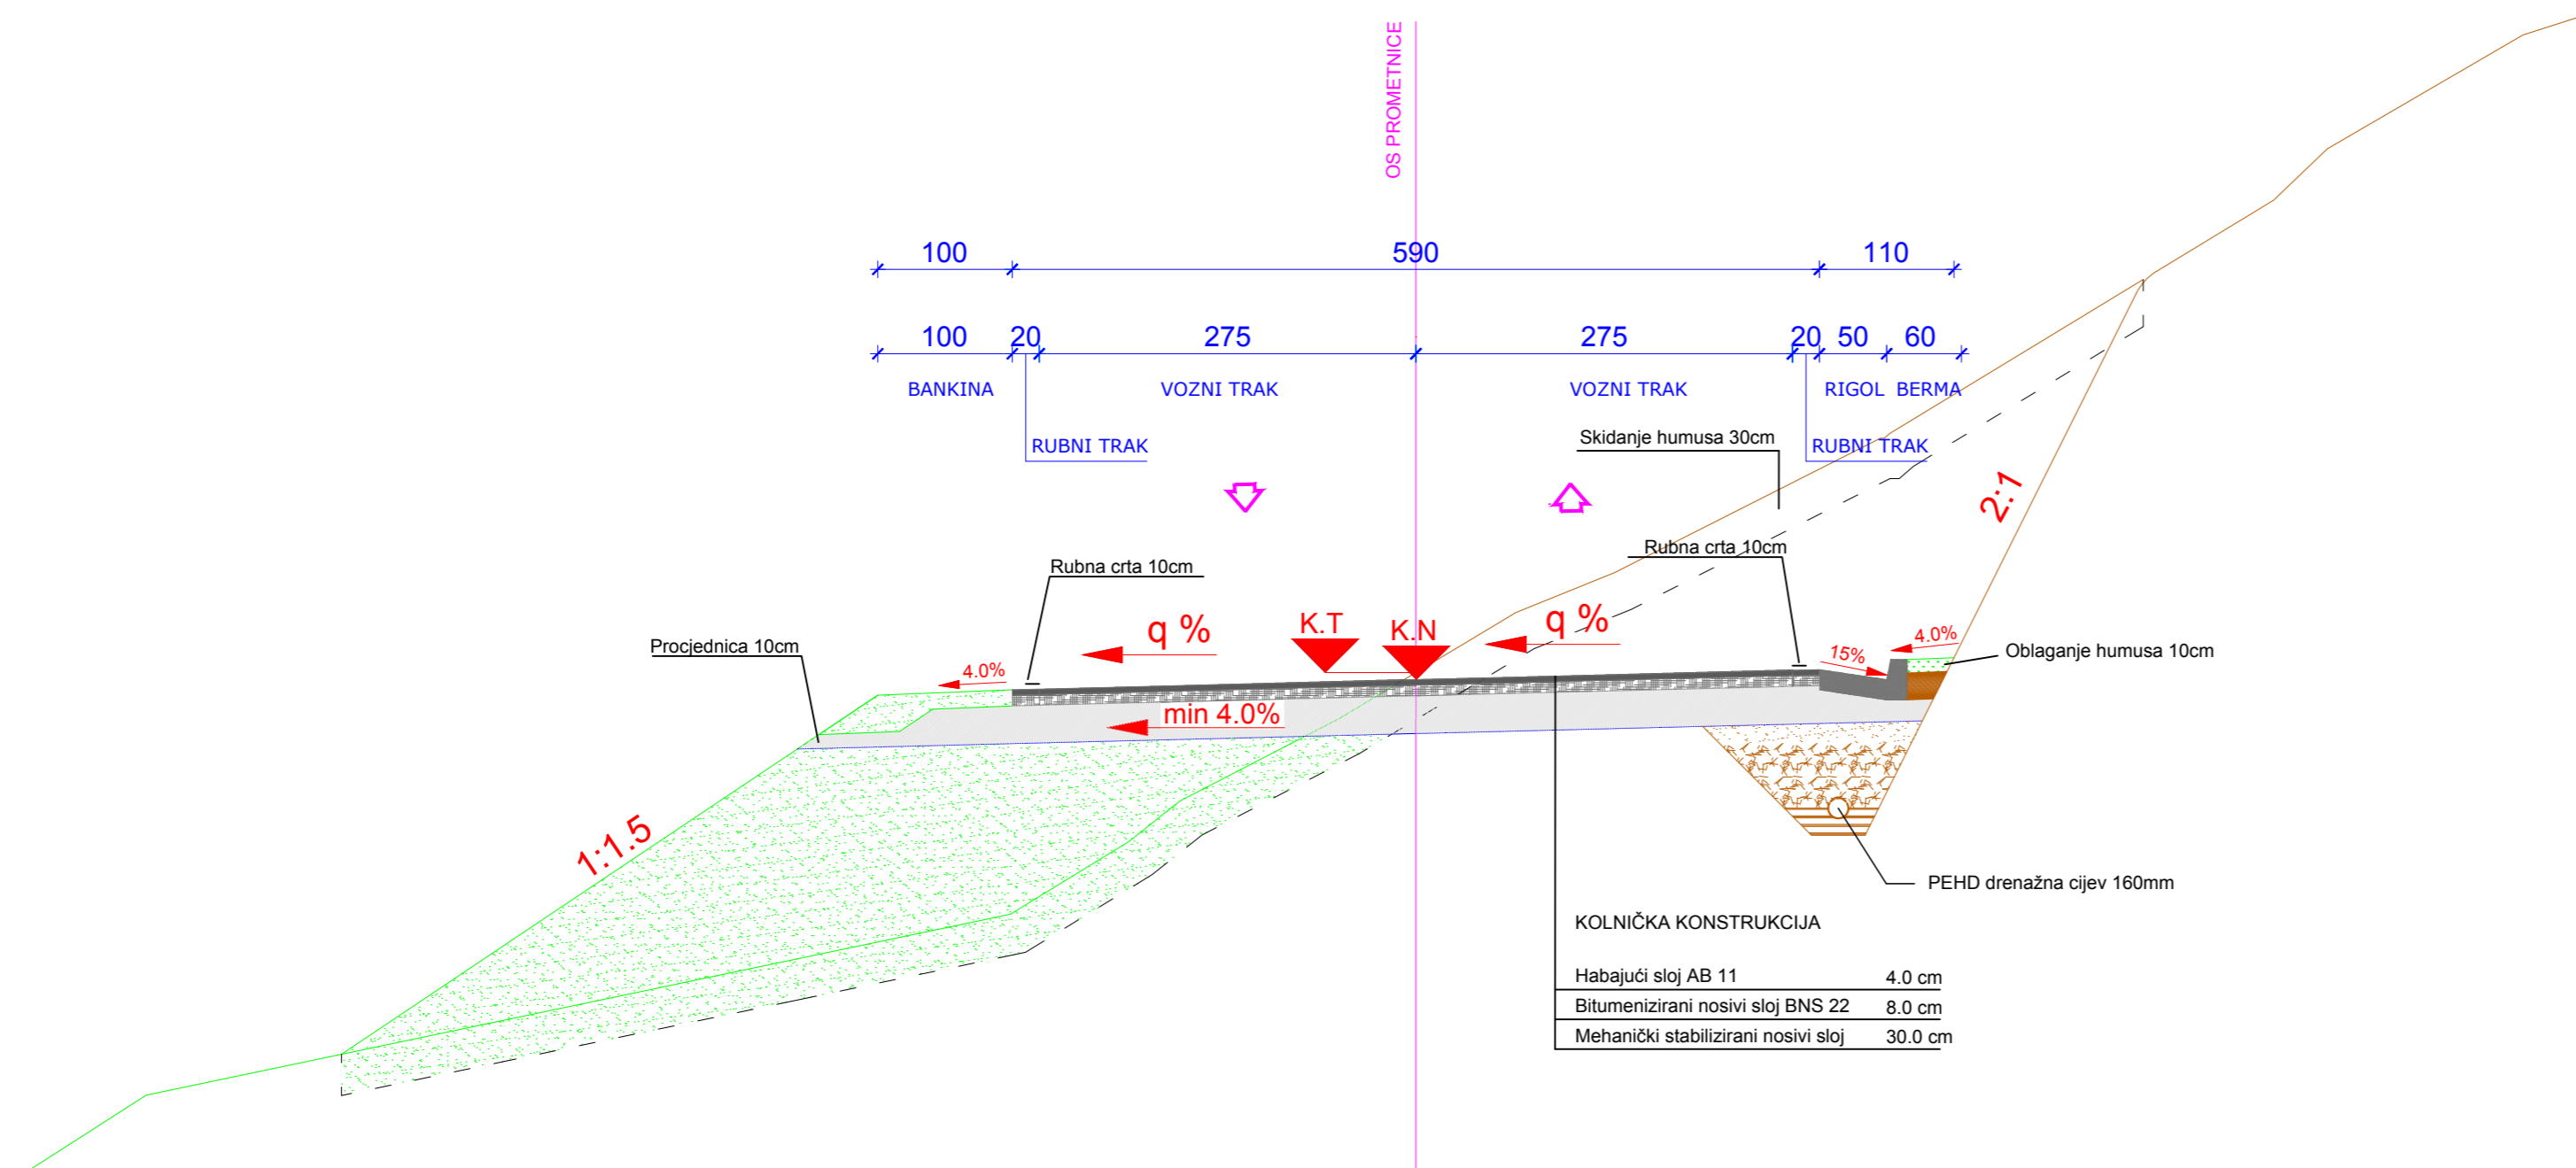 OS PROMETNICE
100 590 110
100 20 275 275 20 50 60
BANKINA VOZNI TRAK VOZNI TRAK RIGOL BERMA
RUBNI TRAK RUBNI TRAK
Skidanje humusa 30cm
2:1
Rubna crta 10cm
Rubna crta 10cm
q % K.T K.N q %
Procjednica 10cm
4.0% 15% 4.0%
Oblaganje humusa 10cm
min 4.0%
1:1.5
PEHD drenažna cijev 160mm
KOLNIČKA KONSTRUKCIJA
Habajući sloj AB 11 4.0 cm
Bitumenizirani nosivi sloj BNS 22 8.0 cm
Mehanički stabilizirani nosivi sloj 30.0 cm